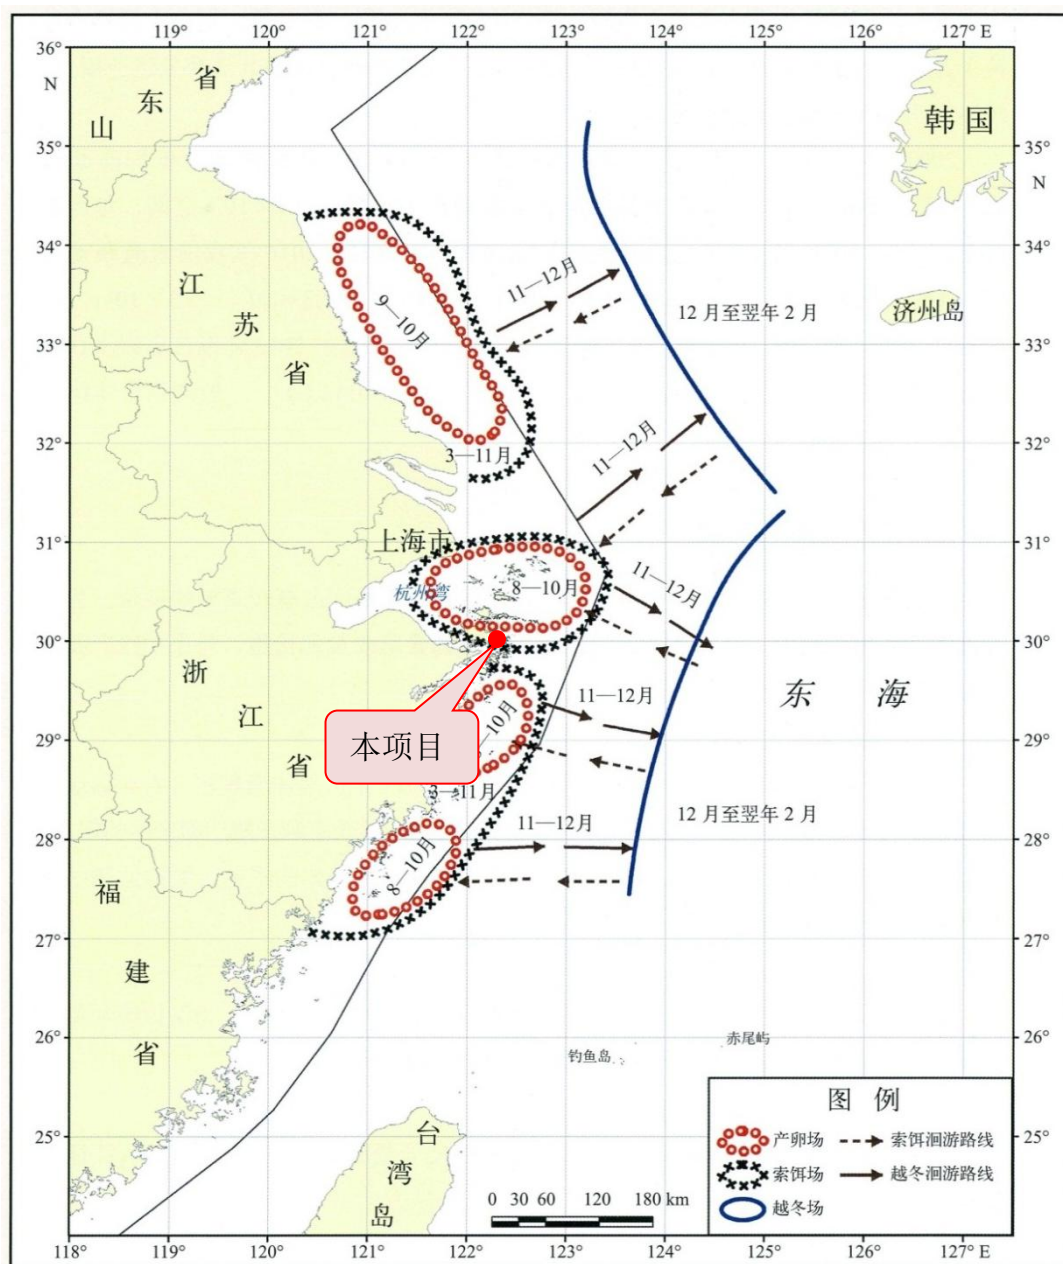 119° 120° 121° 122° 123° 124° 125° 126° 127° E
36°
N
35°
34°
33°
32°
31°
30°
29°
28°
27°
26°
25°
118° 119° 120° 121° 122° 123° 124° 125° 126° 127° E
35°
N
34°
33°
32°
31°
30°
29°
28°
27°
26°
25°
山东省
韩国
江苏省
济州岛
9—10月
11—12月
12月至翌年2月
11—12月
3—11月
上海市
杭州湾
8—10月
11—12月
浙江省
东海
11—12月
10月
本项目
3—11月
12月至翌年2月
11—12月
8—10月
福建省
钓鱼岛
赤尾屿
台湾岛
0 30 60 120 180 km
图例
产卵场
索饵洄游路线
索饵场
越冬洄游路线
越冬场